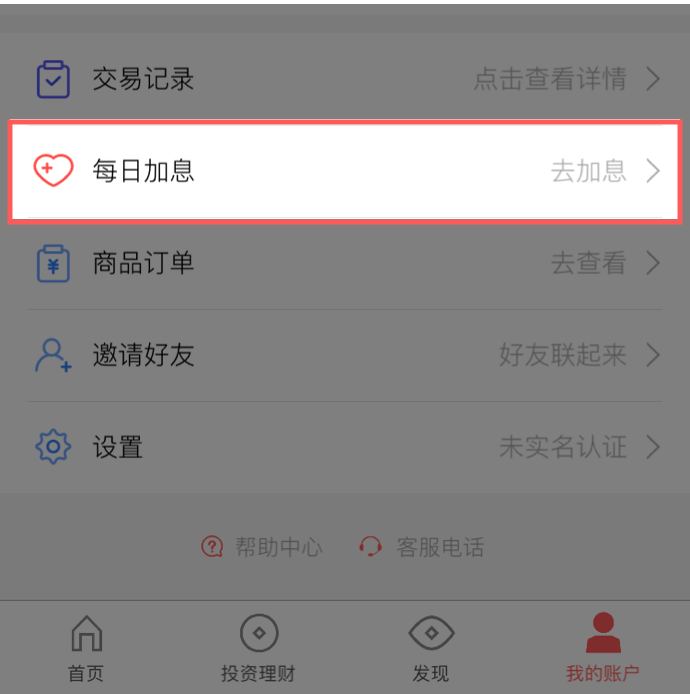 交易记录 点击查看详情
每日加息 去加息
商品订单 去查看
邀请好友 好友联起来
设置 未实名认证
帮助中心 客服电话
首页 投资理财 发现 我的账户